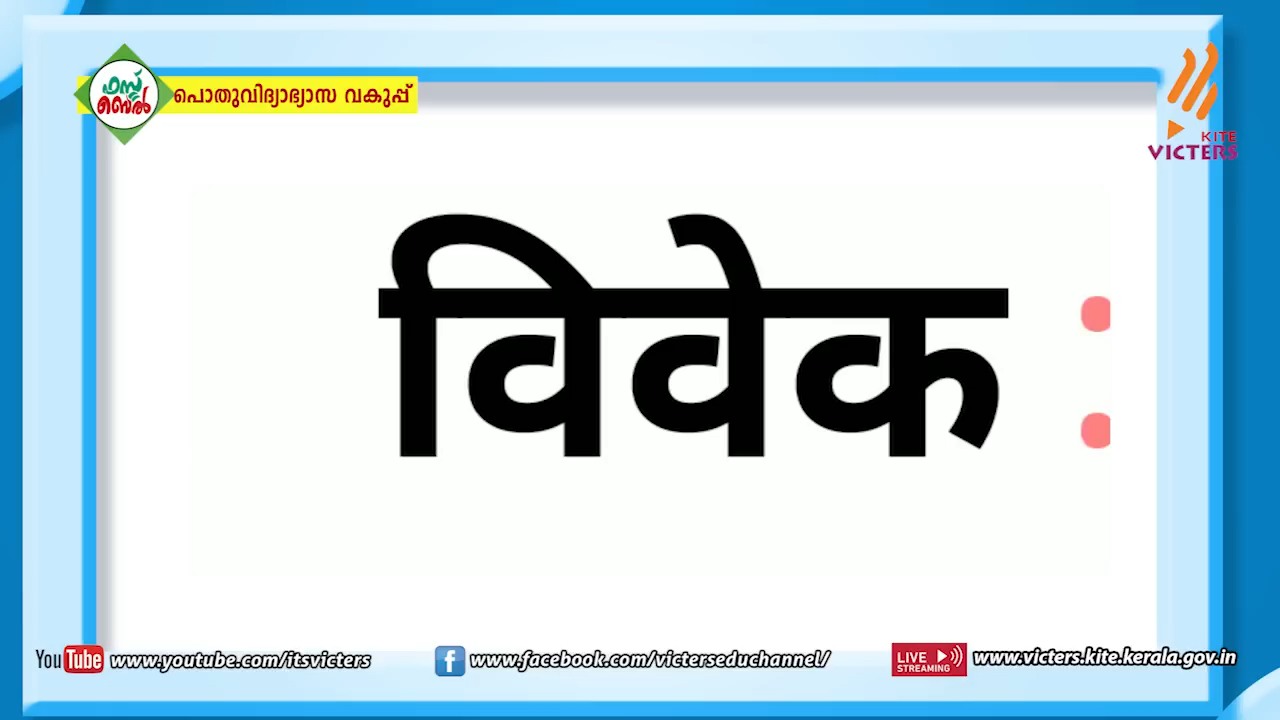 ഫസ്റ്റ്
ബെൽ
പൊതുവിദ്യാഭ്യാസ വകുപ്പ്
KITE
VICTERS
विवेक :
YouTube www.youtube.com/itsvicters
f www.facebook.com/victerseduchannel/
LIVE
STREAMING
www.victers.kite.kerala.gov.in